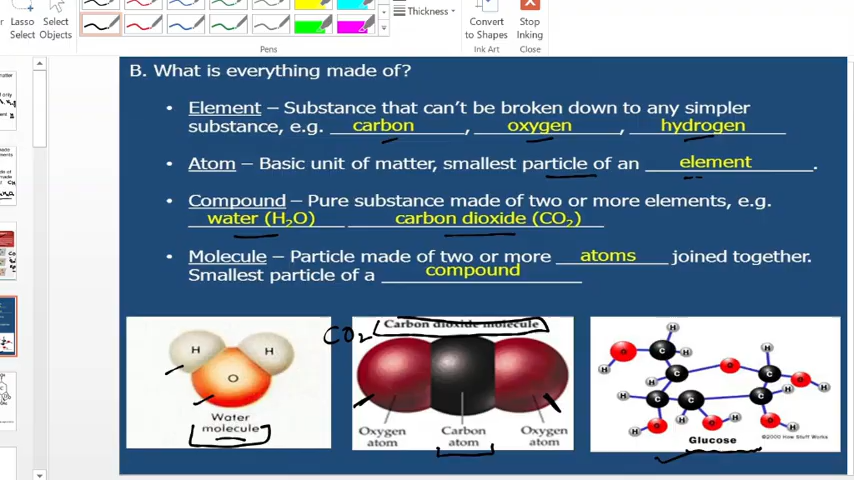 Lasso
Select
Select
Objects
Pens
Thickness
Convert
to Shapes
Ink Art
Stop
Inking
Close
B. What is everything made of?
• Element – Substance that can't be broken down to any simpler
substance, e.g. carbon, oxygen, hydrogen
• Atom – Basic unit of matter, smallest particle of an element.
• Compound – Pure substance made of two or more elements, e.g.
water (H₂O) carbon dioxide (CO₂)
• Molecule – Particle made of two or more atoms joined together.
Smallest particle of a compound
H
H
O
Water
molecule
CO₂
Carbon dioxide molecule
Oxygen
atom
Carbon
atom
Oxygen
atom
H
O
C
H
H
C
O
H
C
O
H
H
H
C
C
C
H
H
O
H
O
H
O
H
Glucose
©2000 How Stuff Works